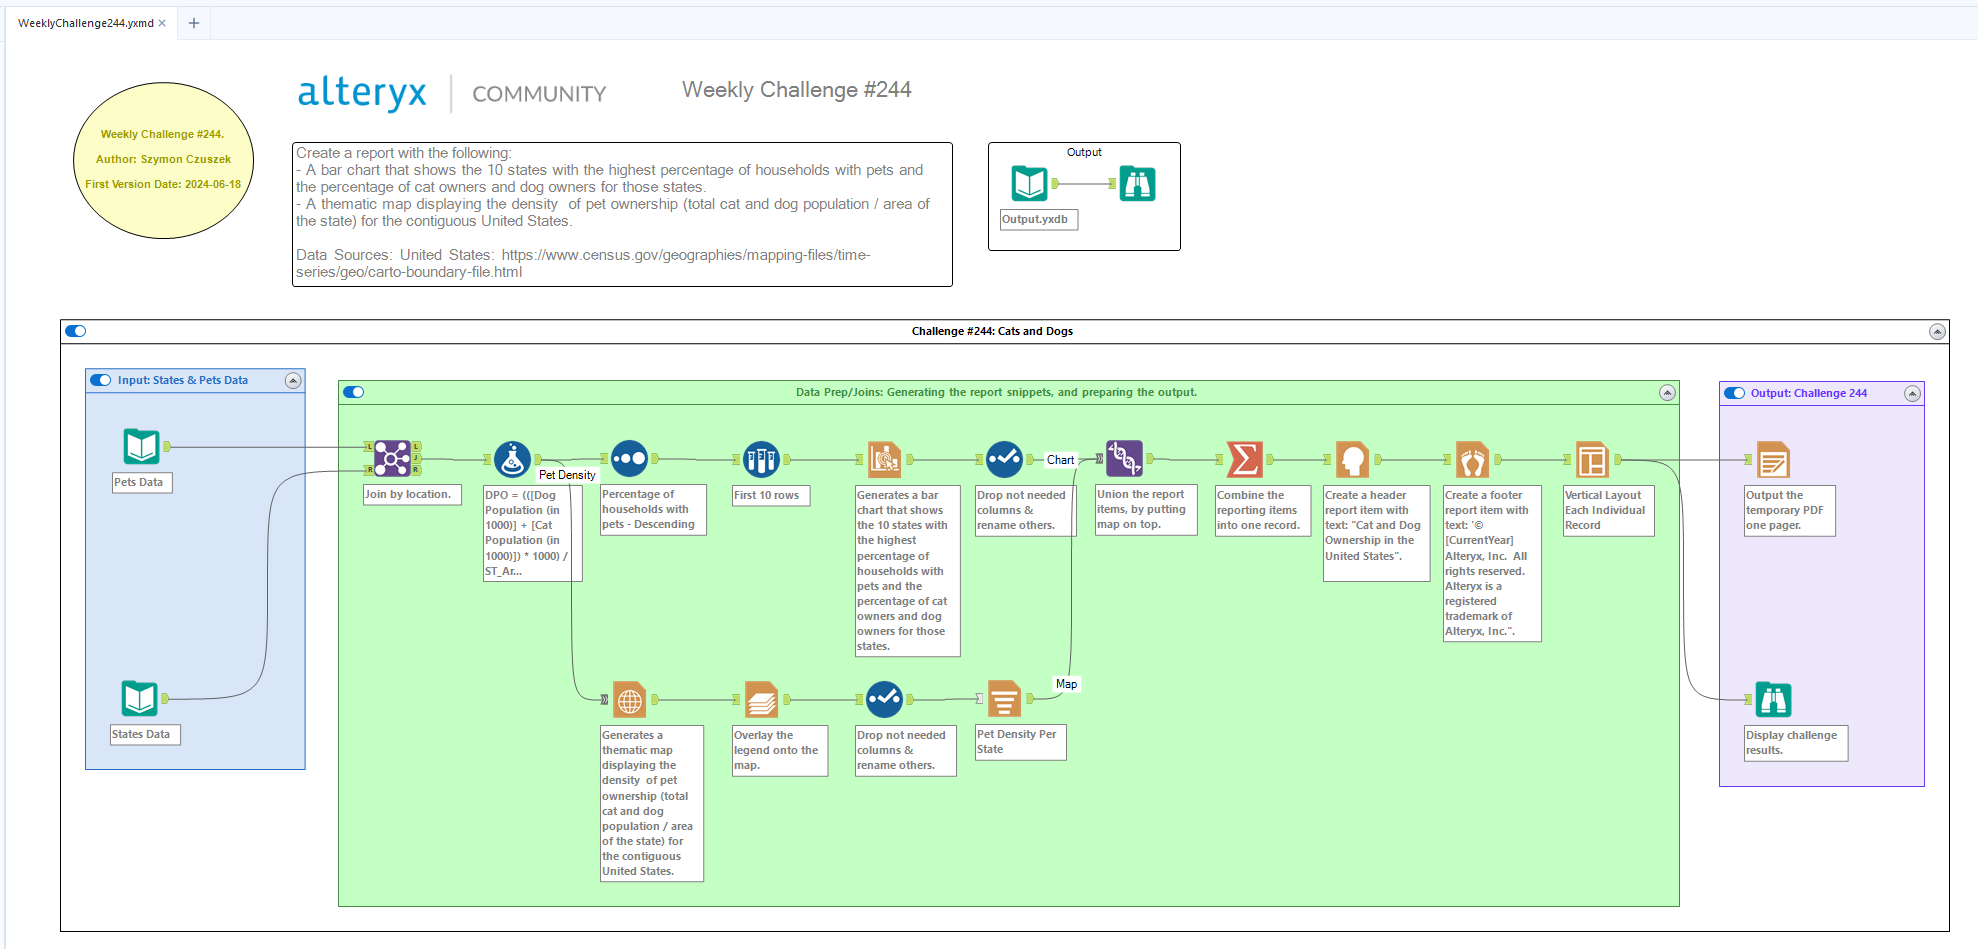 WeeklyChallenge244.yxmd
Weekly Challenge #244.
Author: Szymon Czuszek
First Version Date: 2024-06-18
alteryx
COMMUNITY
Weekly Challenge #244
Create a report with the following:
- A bar chart that shows the 10 states with the highest percentage of households with pets and
the percentage of cat owners and dog owners for those states.
- A thematic map displaying the density  of pet ownership (total cat and dog population / area of
the state) for the contiguous United States.
Data Sources: United States: https://www.census.gov/geographies/mapping-files/time-
series/geo/carto-boundary-file.html
Output
Output.yxdb
Challenge #244: Cats and Dogs
Input: States & Pets Data
Pets Data
States Data
Data Prep/Joins: Generating the report snippets, and preparing the output.
L
R
L
J
R
Join by location.
DPO = (([Dog
Population (in
1000)] + [Cat
Population (in
1000)]) * 1000) /
ST_Ar...
Pet Density
Percentage of
households with
pets - Descending
First 10 rows
Generates a bar
chart that shows
the 10 states with
the highest
percentage of
households with
pets and the
percentage of cat
owners and dog
owners for those
states.
Drop not needed
columns &
rename others.
Chart
Union the report
items, by putting
map on top.
Combine the
reporting items
into one record.
Create a header
report item with
text: "Cat and Dog
Ownership in the
United States".
Create a footer
report item with
text: '©
[CurrentYear]
Alteryx, Inc.  All
rights reserved.
Alteryx is a
registered
trademark of
Alteryx, Inc.".
Vertical Layout
Each Individual
Record
Generates a
thematic map
displaying the
density  of pet
ownership (total
cat and dog
population / area
of the state) for
the contiguous
United States.
Overlay the
legend onto the
map.
Drop not needed
columns &
rename others.
Pet Density Per
State
Map
Output: Challenge 244
Output the
temporary PDF
one pager.
Display challenge
results.